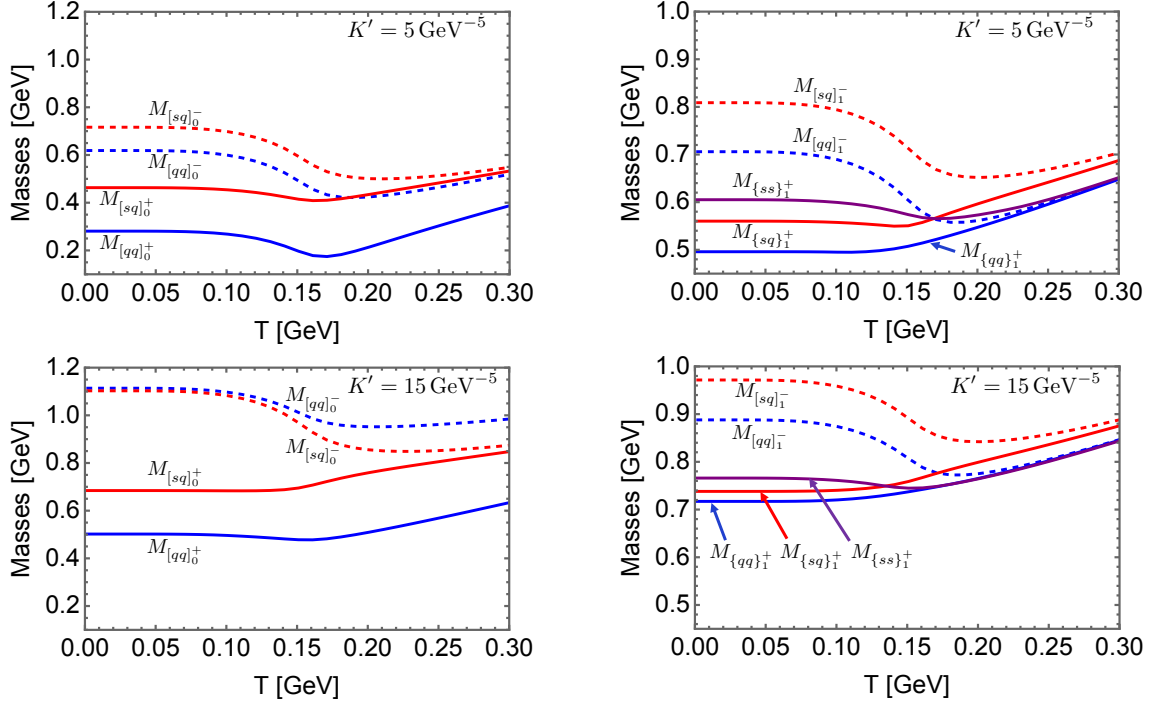 K′ = 5 GeV⁻⁵
1.2
1.0
0.8
0.6
0.4
0.2
Masses [GeV]
M_{[sq]_0^-}
M_{[qq]_0^-}
M_{[sq]_0^+}
M_{[qq]_0^+}
0.00 0.05 0.10 0.15 0.20 0.25 0.30
T [GeV]
K′ = 5 GeV⁻⁵
1.0
0.9
0.8
0.7
0.6
0.5
Masses [GeV]
M_{[sq]_1^-}
M_{[qq]_1^-}
M_{{ss}_1^+}
M_{{sq}_1^+}
M_{{qq}_1^+}
0.00 0.05 0.10 0.15 0.20 0.25 0.30
T [GeV]
K′ = 15 GeV⁻⁵
1.2
1.0
0.8
0.6
0.4
0.2
Masses [GeV]
M_{[qq]_0^-}
M_{[sq]_0^-}
M_{[sq]_0^+}
M_{[qq]_0^+}
0.00 0.05 0.10 0.15 0.20 0.25 0.30
T [GeV]
K′ = 15 GeV⁻⁵
1.0
0.9
0.8
0.7
0.6
0.5
Masses [GeV]
M_{[sq]_1^-}
M_{[qq]_1^-}
M_{{qq}_1^+} M_{{sq}_1^+} M_{{ss}_1^+}
0.00 0.05 0.10 0.15 0.20 0.25 0.30
T [GeV]